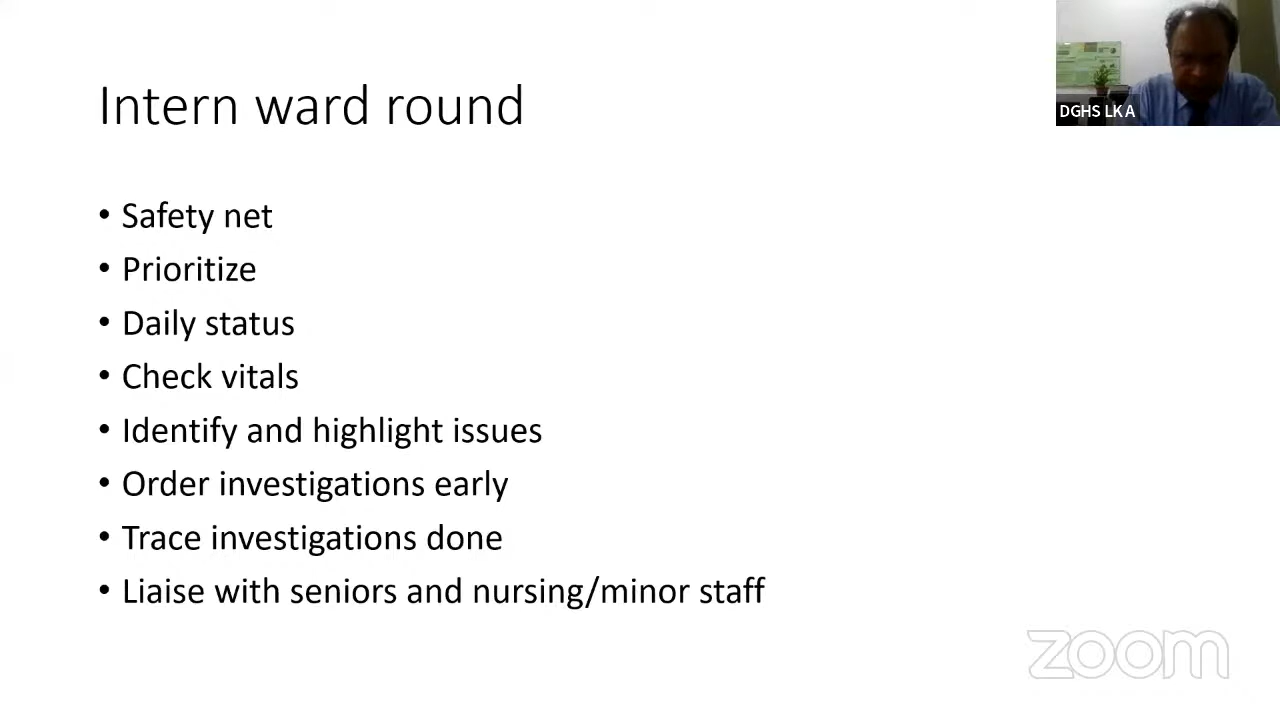 DGHS LKA
Intern ward round
• Safety net
• Prioritize
• Daily status
• Check vitals
• Identify and highlight issues
• Order investigations early
• Trace investigations done
• Liaise with seniors and nursing/minor staff
zoom